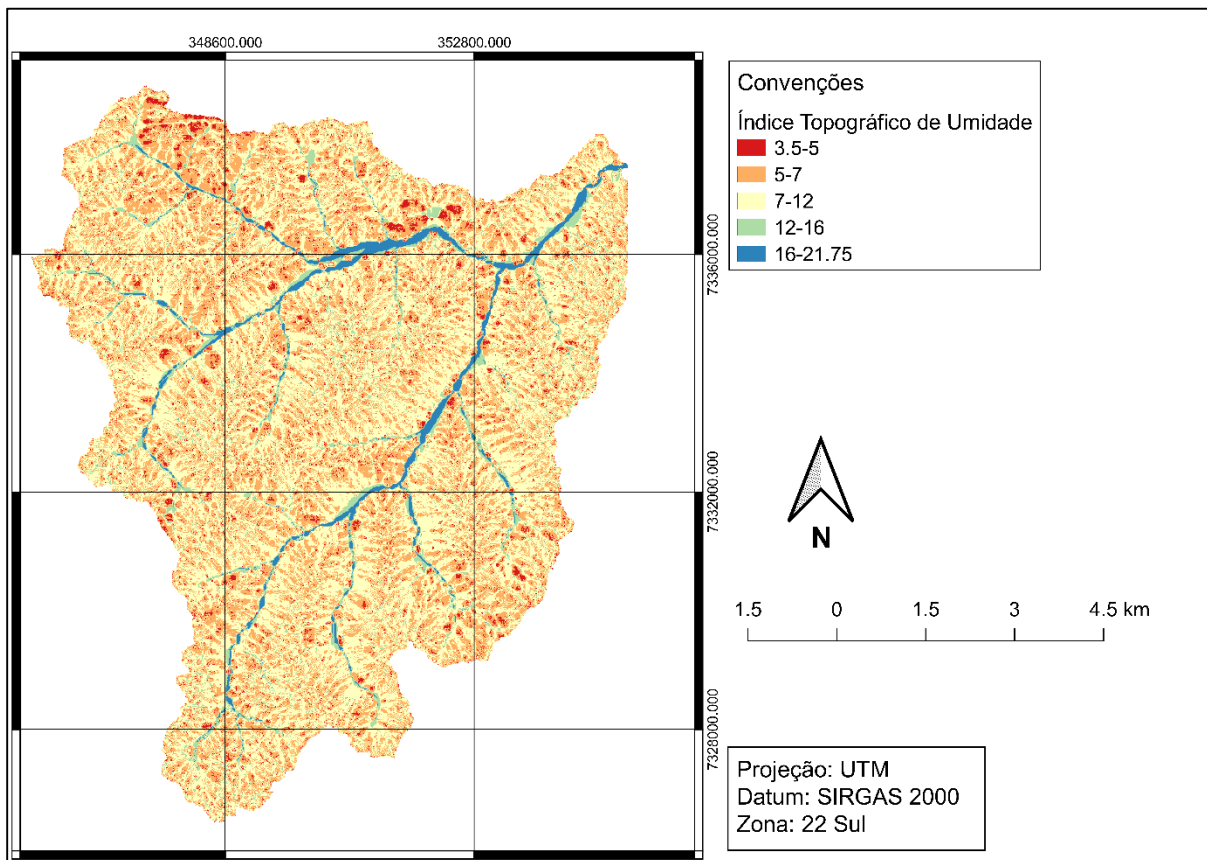 348600.000
352800.000
7336000.000
7332000.000
7328000.000
Convenções
Índice Topográfico de Umidade
3.5-5
5-7
7-12
12-16
16-21.75
N
1.5 0 1.5 3 4.5 km
Projeção: UTM
Datum: SIRGAS 2000
Zona: 22 Sul